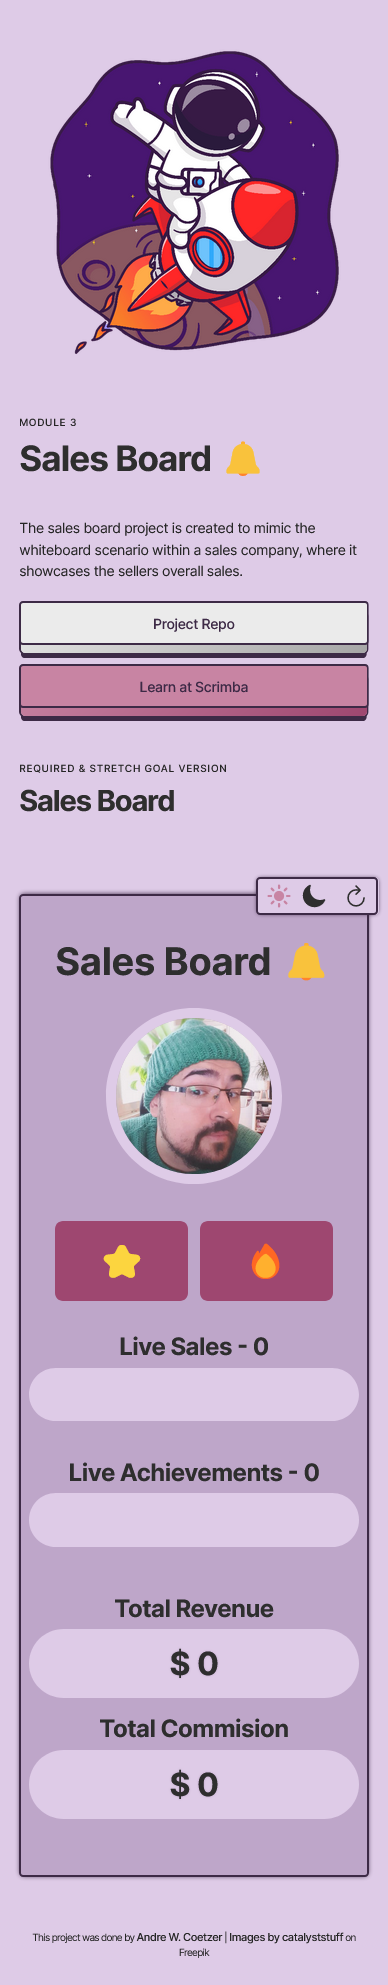 MODULE 3
Sales Board
The sales board project is created to mimic the
whiteboard scenario within a sales company, where it
showcases the sellers overall sales.
Project Repo
Learn at Scrimba
REQUIRED & STRETCH GOAL VERSION
Sales Board
Sales Board
Live Sales - 0
Live Achievements - 0
Total Revenue
$ 0
Total Commision
$ 0
This project was done by Andre W. Coetzer | Images by catalyststuff on
Freepik